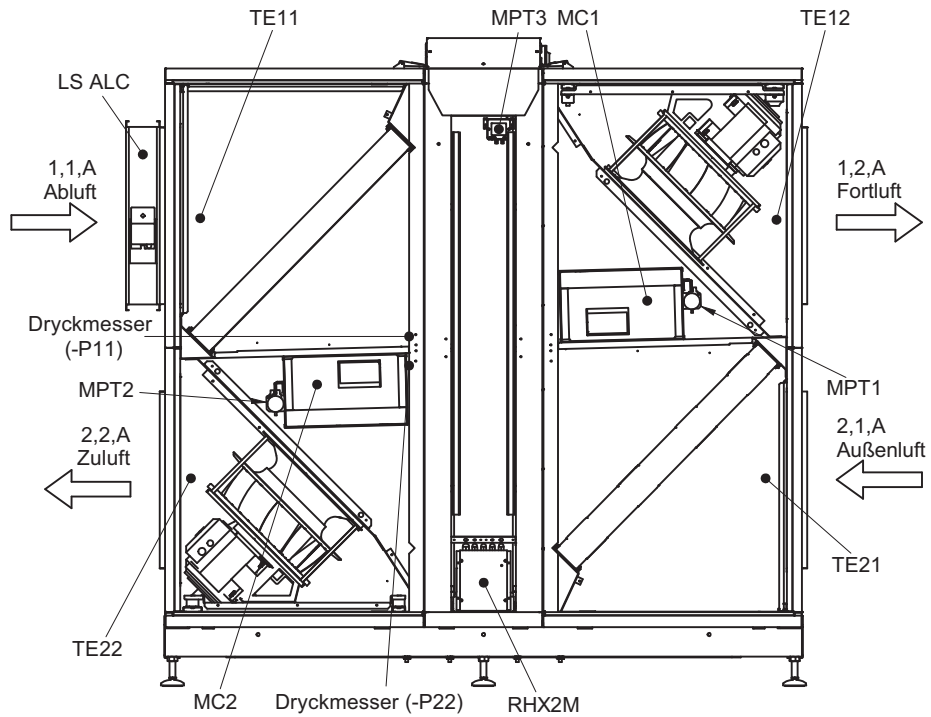 TE11
MPT3
MC1
TE12
LS ALC
1,1,A
Abluft
1,2,A
Fortluft
Dryckmesser
(-P11)
MPT2
MPT1
2,2,A
Zuluft
2,1,A
Außenluft
TE21
TE22
MC2
Dryckmesser (-P22)
RHX2M